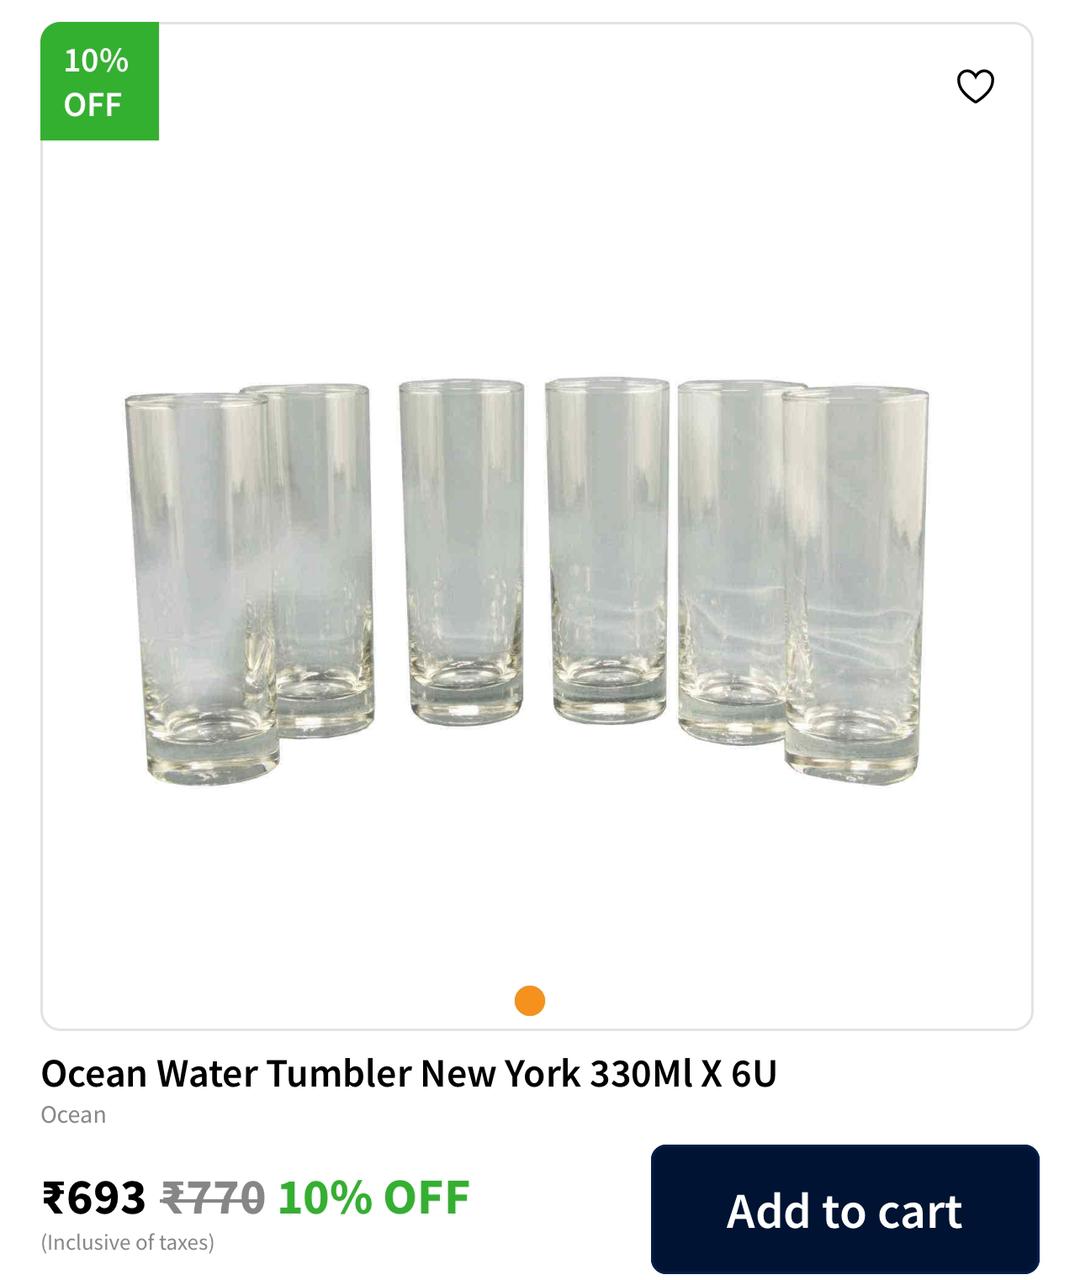 10%
OFF
Ocean Water Tumbler New York 330Ml X 6U
Ocean
₹693 ₹770 10% OFF
(Inclusive of taxes)
Add to cart